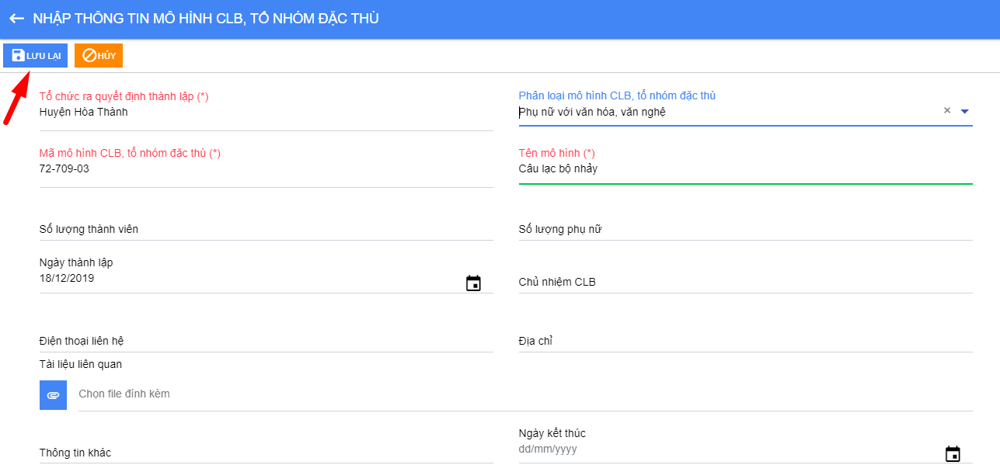 NHẬP THÔNG TIN MÔ HÌNH CLB, TỔ NHÓM ĐẶC THÙ
LƯU LẠI HỦY
Tổ chức ra quyết định thành lập (*)
Huyện Hòa Thành
Phân loại mô hình CLB, tổ nhóm đặc thù
Phụ nữ với văn hóa, văn nghệ
Mã mô hình CLB, tổ nhóm đặc thù (*)
72-709-03
Tên mô hình (*)
Câu lạc bộ nhảy
Số lượng thành viên
Số lượng phụ nữ
Ngày thành lập
18/12/2019
Chủ nhiệm CLB
Điện thoại liên hệ
Địa chỉ
Tài liệu liên quan
Chọn file đính kèm
Thông tin khác
Ngày kết thúc
dd/mm/yyyy